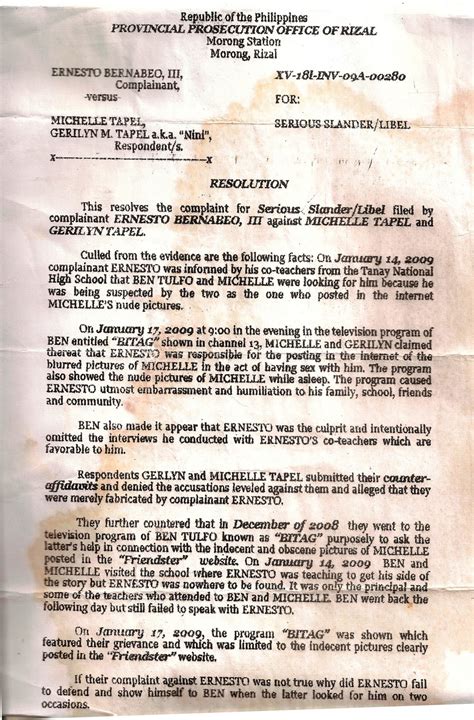 Republic of the Philippines
PROVINCIAL PROSECUTION OFFICE OF RIZAL
Morong Station
Morong, Rizal
ERNESTO BERNABEO, III,
Complainant,
XV-18l-INV-09A-00280
-versus-
FOR:
MICHELLE TAPEL,
GERILYN M. TAPEL a.k.a. "Nini",
Respondent/s.
SERIOUS SLANDER/LIBEL
x------------------------------------x
RESOLUTION
This resolves the complaint for Serious Slander/Libel filed by
complainant ERNESTO BERNABEO, III against MICHELLE TAPEL and
GERILYN TAPEL.
Culled from the evidence are the following facts: On January 14, 2009
complainant ERNESTO was informed by his co-teachers from the Tanay National
High School that BEN TULFO and MICHELLE were looking for him because he
was being suspected by the two as the one who posted in the internet
MICHELLE'S nude pictures.
On January 17, 2009 at 9:00 in the evening in the television program of
BEN entitled "BITAG" shown in channel 13, MICHELLE and GERILYN claimed
thereat that ERNESTO was responsible for the posting in the internet of the
blurred pictures of MICHELLE in the act of having sex with him. The program
also showed the nude pictures of MICHELLE while asleep. The program caused
ERNESTO utmost embarrassment and humiliation to his family, school, friends
and community.
BEN also made it appear that ERNESTO was the culprit and intentionally
omitted the interviews he conducted with ERNESTO'S co-teachers which are
favorable to him.
Respondents GERLYN and MICHELLE TAPEL submitted their counter-
affidavits and denied the accusations leveled against them and alleged that they
were merely fabricated by complainant ERNESTO.
They further countered that in December of 2008 they went to the
television program of BEN TULFO known as "BITAG" purposely to ask the
latter's help in connection with the indecent and obscene pictures of MICHELLE
posted in the "Friendster" website. On January 14, 2009 BEN and
MICHELLE visited the school where ERNESTO was teaching to get his side of
the story but ERNESTO was nowhere to be found. It was only the principal and
some of the teachers who attended to BEN and MICHELLE. BEN went back the
following day but still failed to speak with ERNESTO.
On January 17, 2009, the program "BITAG" was shown which
featured their grievance and which was limited to the indecent pictures clearly
posted in the "Friendster" website.
If their complaint against ERNESTO was not true why did ERNESTO fail
to defend and show himself to BEN when the latter looked for him on two
occasions.